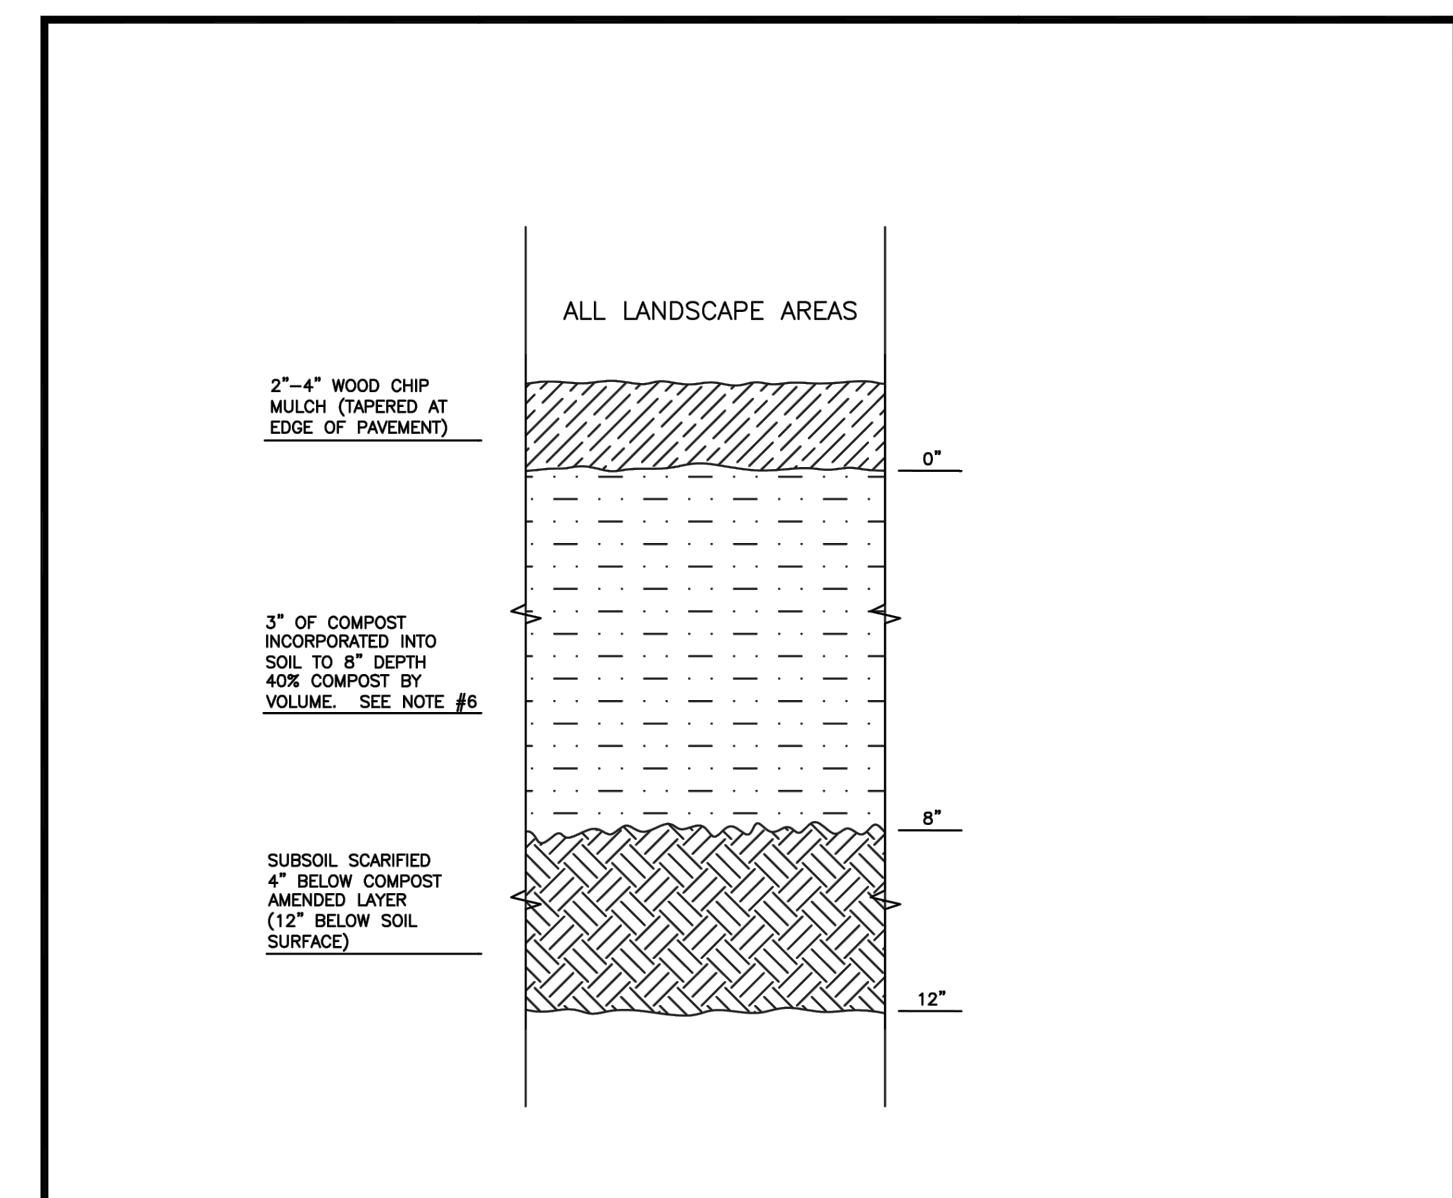 ALL LANDSCAPE AREAS
2"–4" WOOD CHIP
MULCH (TAPERED AT
EDGE OF PAVEMENT)
0"
3" OF COMPOST
INCORPORATED INTO
SOIL TO 8" DEPTH
40% COMPOST BY
VOLUME. SEE NOTE #6
8"
SUBSOIL SCARIFIED
4" BELOW COMPOST
AMENDED LAYER
(12" BELOW SOIL
SURFACE)
12"